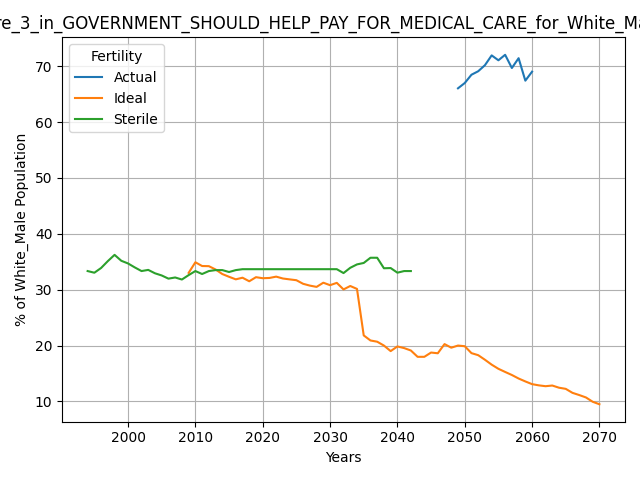 re_3_in_GOVERNMENT_SHOULD_HELP_PAY_FOR_MEDICAL_CARE_for_White_Ma
Fertility
Actual
Ideal
Sterile
% of White_Male Population
70
60
50
40
30
20
10
2000 2010 2020 2030 2040 2050 2060 2070
Years